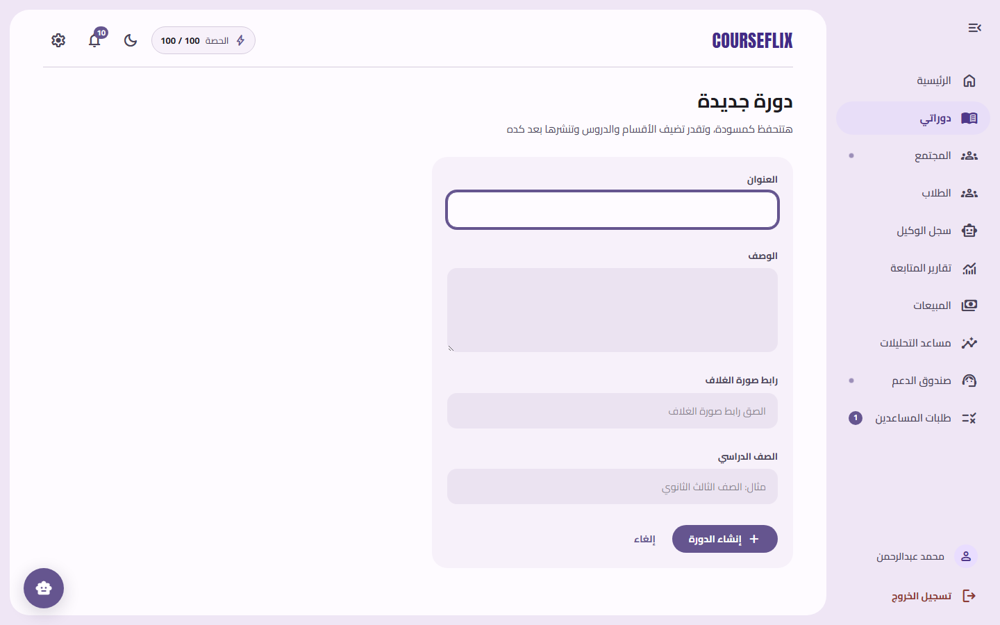 الرئيسية
دوراتي
المجتمع
الطلاب
سجل الوكيل
تقارير المتابعة
المبيعات
مساعد التحليلات
صندوق الدعم
طلبات المساعدين 1
محمد عبدالرحمن
تسجيل الخروج
COURSEFLIX
الحصة 100 / 100
10
دورة جديدة
هتتحفظ كمسودة، وتقدر تضيف الأقسام والدروس وتنشرها بعد كده
العنوان
الوصف
رابط صورة الغلاف
الصق رابط صورة الغلاف
الصف الدراسي
مثال: الصف الثالث الثانوي
إنشاء الدورة
إلغاء